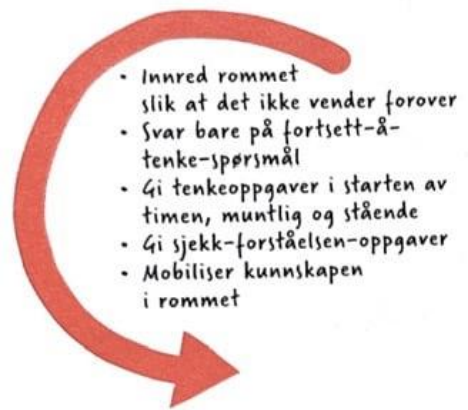 • Innred rommet
slik at det ikke vender forover
• Svar bare på fortsett-å-
tenke-spørsmål
• Gi tenkeoppgaver i starten av
timen, muntlig og stående
• Gi sjekk-forståelsen-oppgaver
• Mobiliser kunnskapen
i rommet